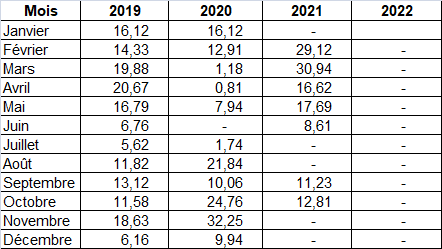 Mois 2019 2020 2021 2022
Janvier 16,12 16,12 -
Février 14,33 12,91 29,12 -
Mars 19,88 1,18 30,94 -
Avril 20,67 0,81 16,62 -
Mai 16,79 7,94 17,69 -
Juin 6,76 - 8,61 -
Juillet 5,62 1,74 - -
Août 11,82 21,84 - -
Septembre 13,12 10,06 11,23 -
Octobre 11,58 24,76 12,81 -
Novembre 18,63 32,25 - -
Décembre 6,16 9,94 - -